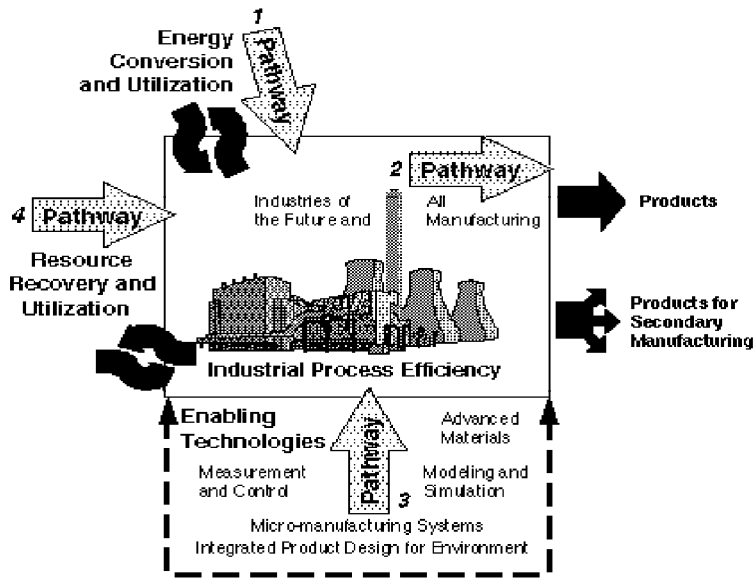 1
Energy
Conversion
and Utilization
Pathway
2
Pathway
4
Pathway
Industries of
the Future and
All
Manufacturing
Products
Resource
Recovery and
Utilization
Products for
Secondary
Manufacturing
Industrial Process Efficiency
Enabling
Technologies
Pathway
3
Advanced
Materials
Measurement
and Control
Modeling and
Simulation
Micro-manufacturing Systems
Integrated Product Design for Environment